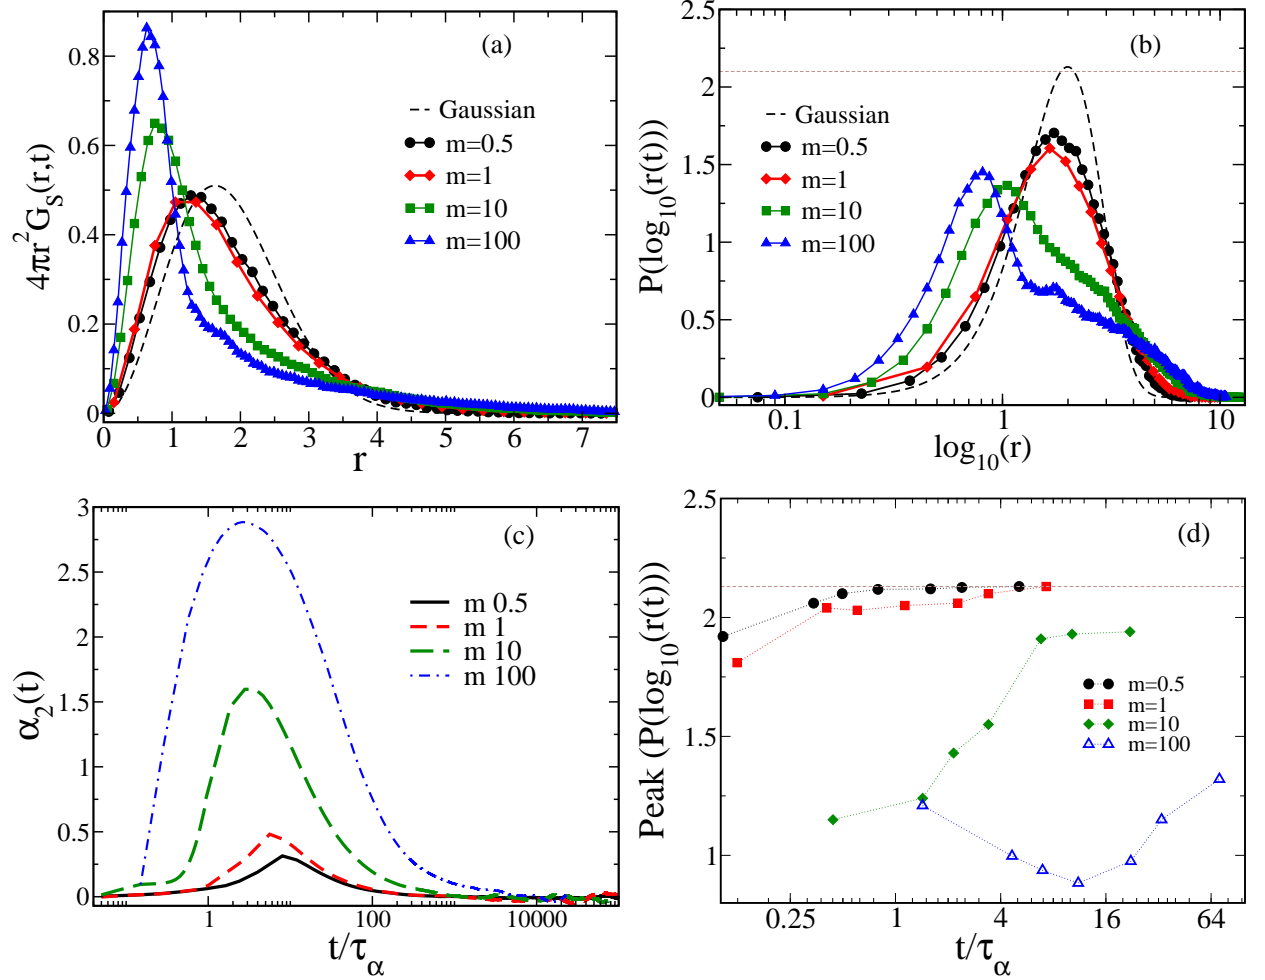 (a)
4πr²G_S(r,t)
0.8
0.6
0.4
0.2
0
Gaussian
m=0.5
m=1
m=10
m=100
0 1 2 3 4 5 6 7
r
(b)
P(log₁₀(r(t)))
2.5
2
1.5
1
0.5
0
Gaussian
m=0.5
m=1
m=10
m=100
0.1 1 10
log₁₀(r)
(c)
α₂(t)
3
2.5
2
1.5
1
0.5
0
m 0.5
m 1
m 10
m 100
1 100 10000
t/τ_α
(d)
Peak (P(log₁₀(r(t)))
2.5
2
1.5
1
m=0.5
m=1
m=10
m=100
0.25 1 4 16 64
t/τ_α